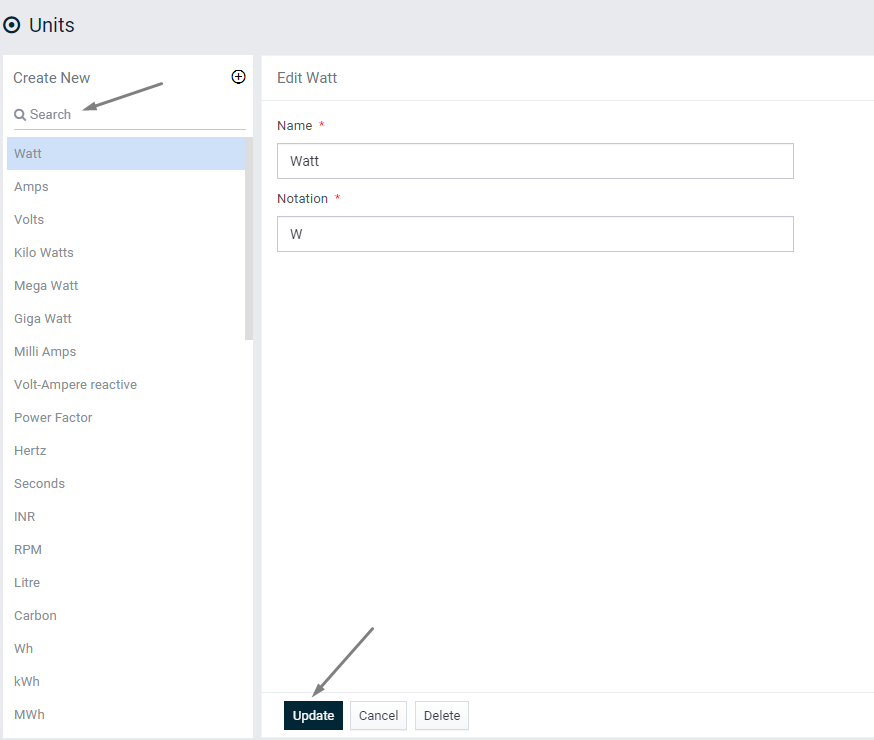 Units
Create New
Search
Watt
Amps
Volts
Kilo Watts
Mega Watt
Giga Watt
Milli Amps
Volt-Ampere reactive
Power Factor
Hertz
Seconds
INR
RPM
Litre
Carbon
Wh
kWh
MWh
Edit Watt
Name *
Watt
Notation *
W
Update Cancel Delete